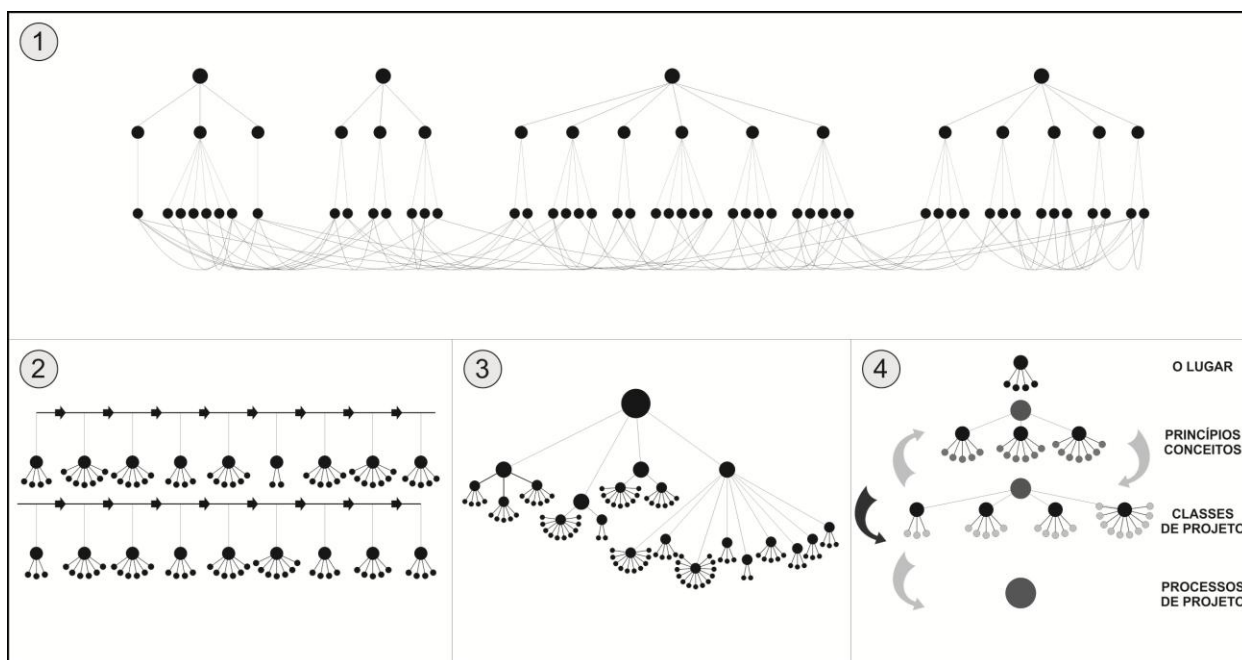 1
2
3
4
O LUGAR
PRINCÍPIOS
CONCEITOS
CLASSES
DE PROJETO
PROCESSOS
DE PROJETO